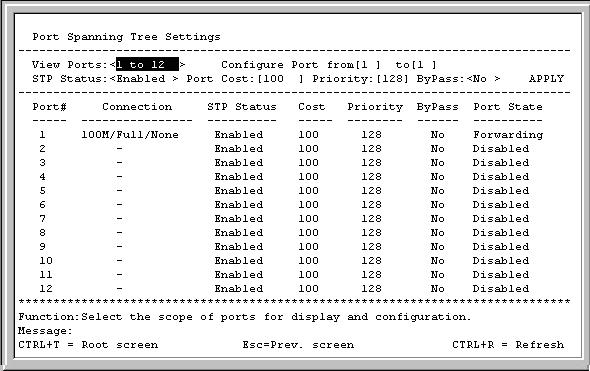 Port Spanning Tree Settings
View Ports:<1 to 12 > Configure Port from[1 ] to[1 ]
STP Status:<Enabled > Port Cost:[100 ] Priority:[128] ByPass:<No > APPLY
Port# Connection STP Status Cost Priority ByPass Port State
1 100M/Full/None Enabled 100 128 No Forwarding
2 - Enabled 100 128 No Disabled
3 - Enabled 100 128 No Disabled
4 - Enabled 100 128 No Disabled
5 - Enabled 100 128 No Disabled
6 - Enabled 100 128 No Disabled
7 - Enabled 100 128 No Disabled
8 - Enabled 100 128 No Disabled
9 - Enabled 100 128 No Disabled
10 - Enabled 100 128 No Disabled
11 - Enabled 100 128 No Disabled
12 - Enabled 100 128 No Disabled
Function:Select the scope of ports for display and configuration.
Message:
CTRL+T = Root screen Esc=Prev. screen CTRL+R = Refresh